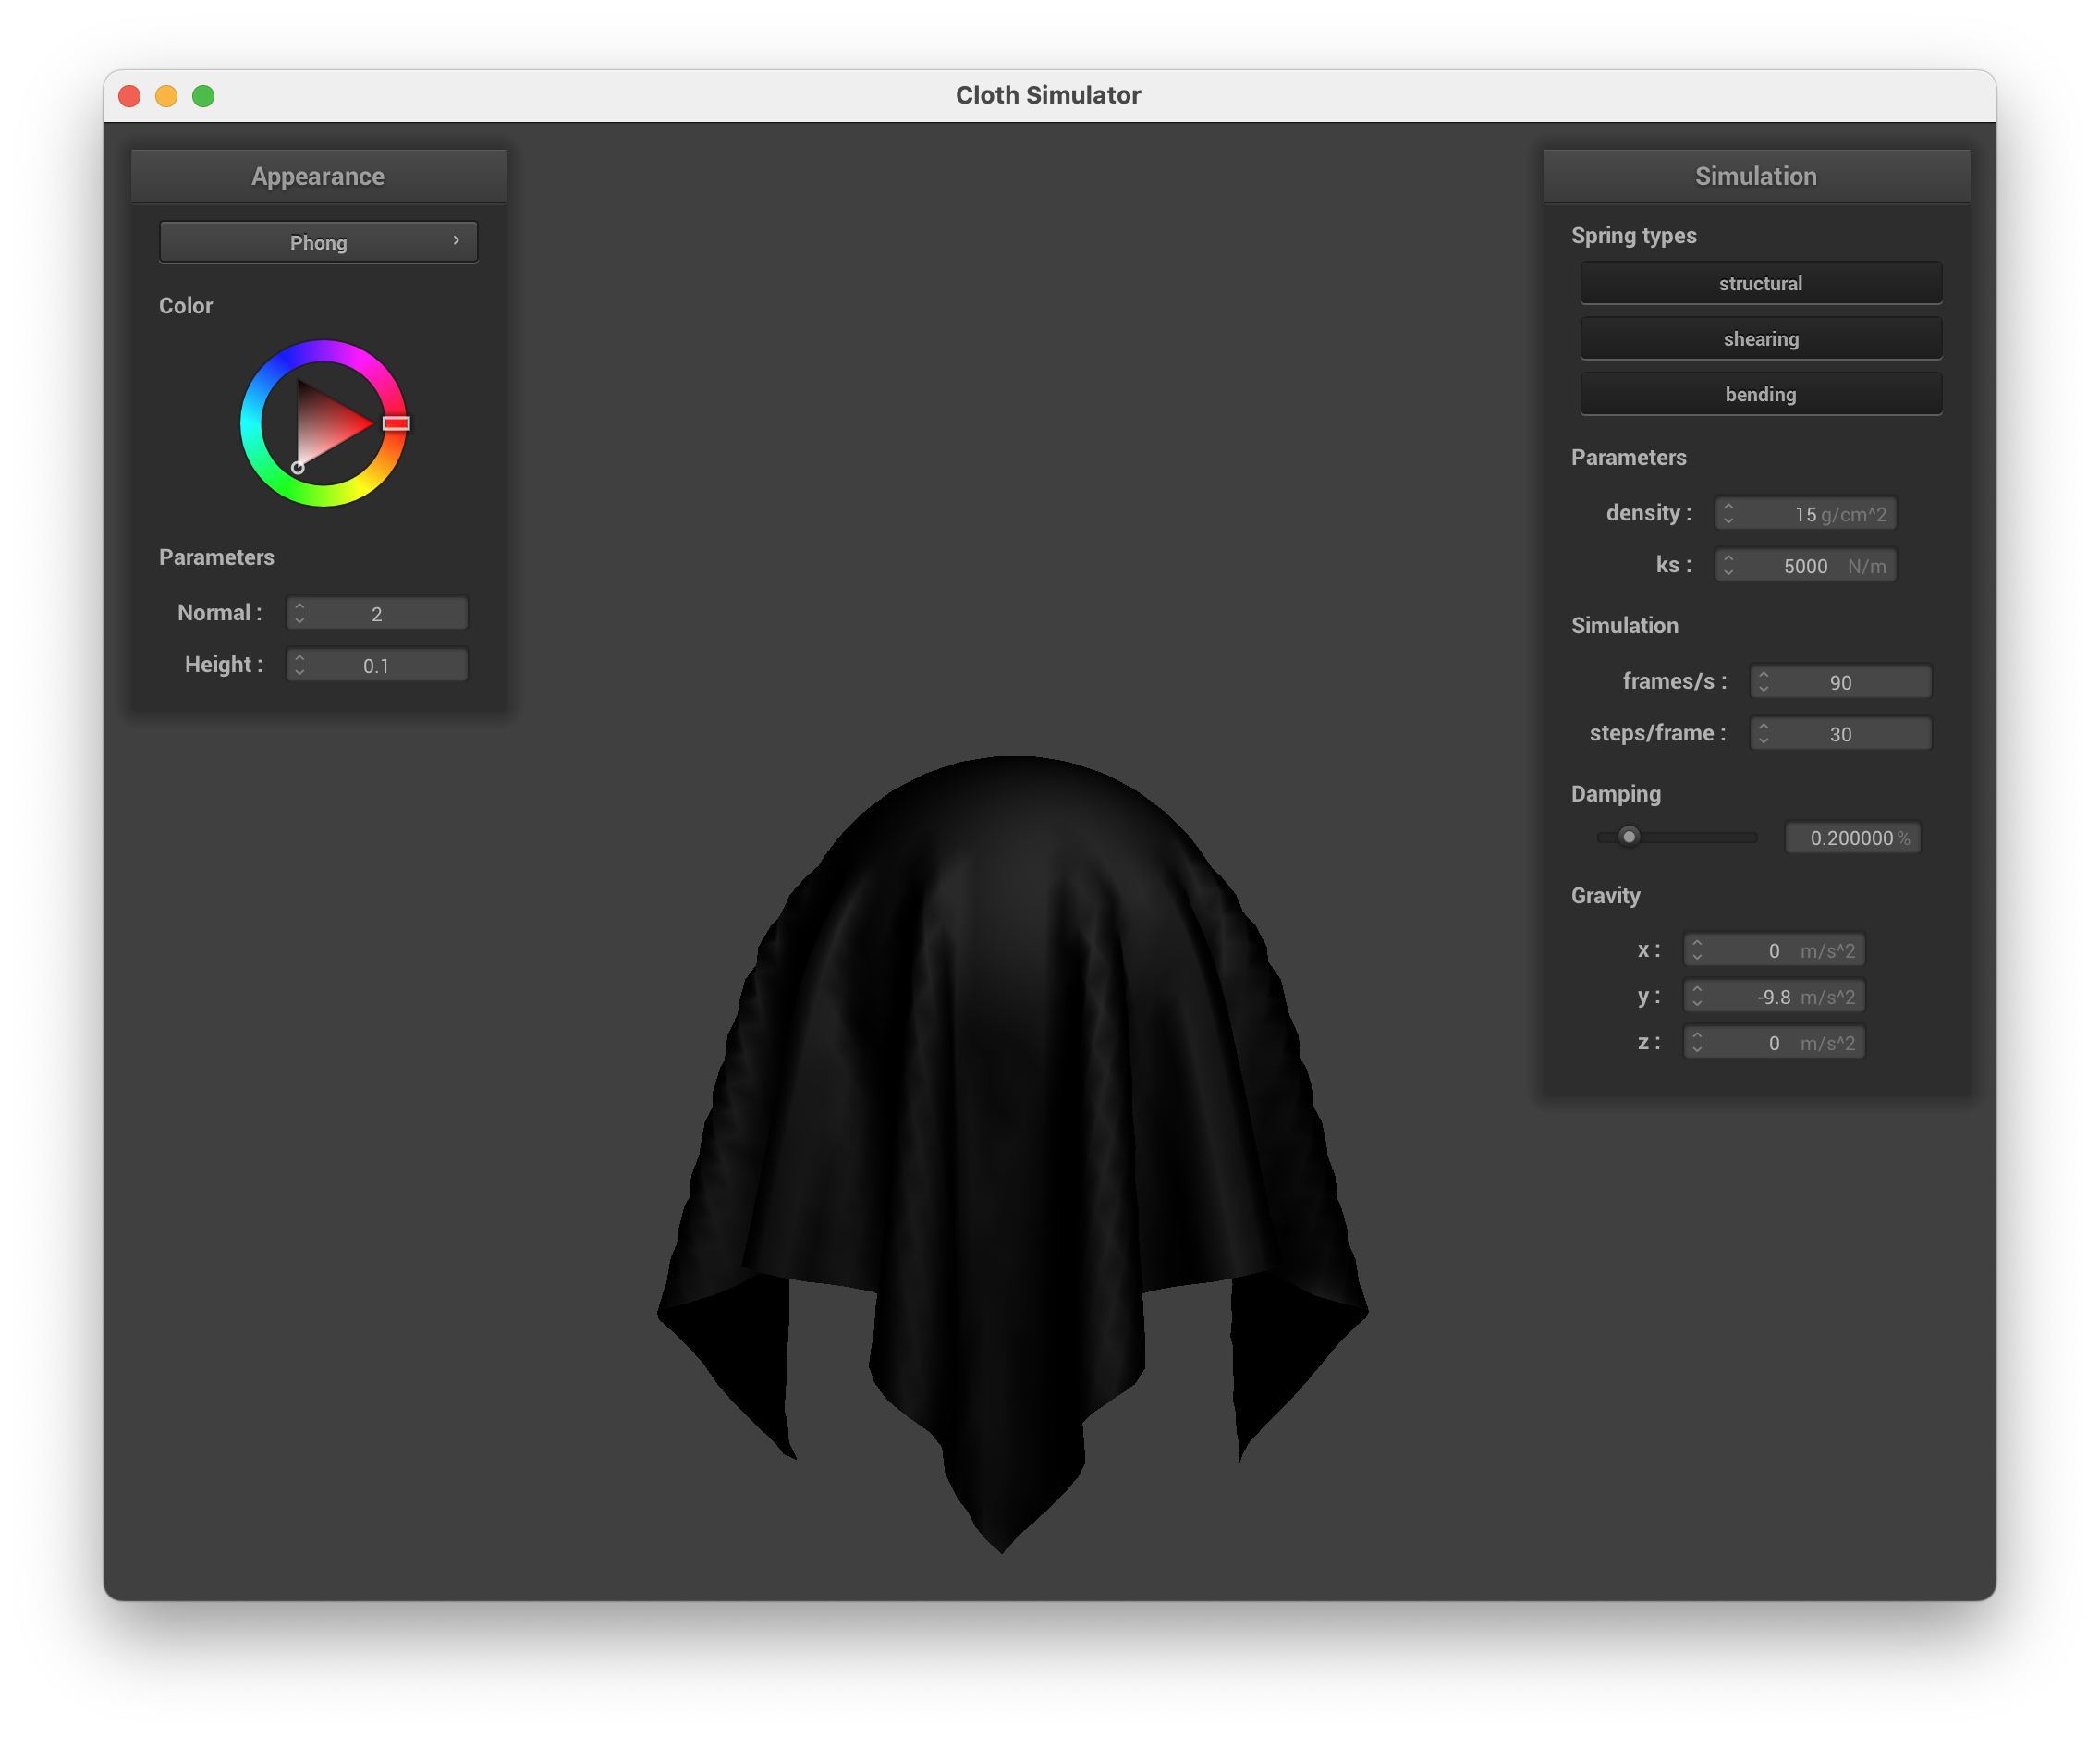 Cloth Simulator
Appearance
Phong
Color
Parameters
Normal : 2
Height : 0.1
Simulation
Spring types
structural
shearing
bending
Parameters
density : 15 g/cm^2
ks : 5000 N/m
Simulation
frames/s : 90
steps/frame : 30
Damping
0.200000 %
Gravity
x : 0 m/s^2
y : -9.8 m/s^2
z : 0 m/s^2